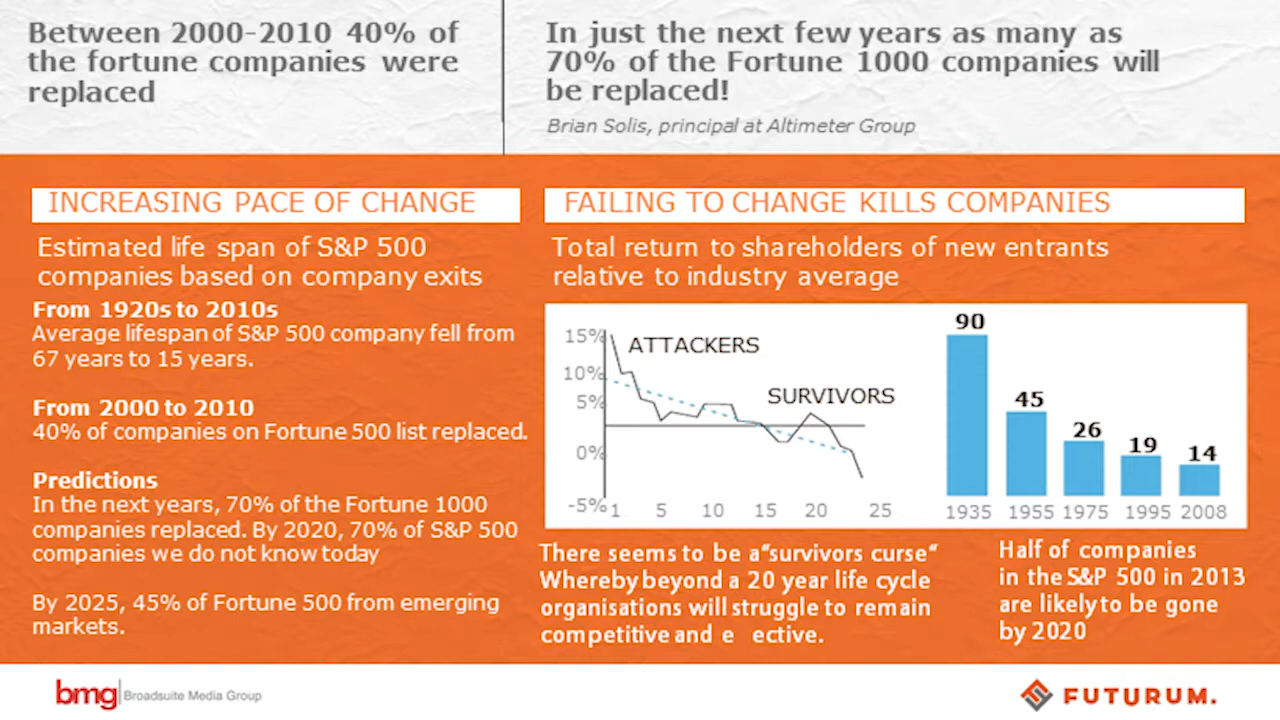 Between 2000-2010 40% of
the fortune companies were
replaced
In just the next few years as many as
70% of the Fortune 1000 companies will
be replaced!
Brian Solis, principal at Altimeter Group
INCREASING PACE OF CHANGE
Estimated life span of S&P 500
companies based on company exits
From 1920s to 2010s
Average lifespan of S&P 500 company fell from
67 years to 15 years.
From 2000 to 2010
40% of companies on Fortune 500 list replaced.
Predictions
In the next years, 70% of the Fortune 1000
companies replaced. By 2020, 70% of S&P 500
companies we do not know today
By 2025, 45% of Fortune 500 from emerging
markets.
FAILING TO CHANGE KILLS COMPANIES
Total return to shareholders of new entrants
relative to industry average
15%
10%
5%
0%
-5%
ATTACKERS
SURVIVORS
1 5 10 15 20 25
90
45
26
19
14
1935 1955 1975 1995 2008
There seems to be a“survivors curse“
Whereby beyond a 20 year life cycle
organisations will struggle to remain
competitive and e ective.
Half of companies
in the S&P 500 in 2013
are likely to be gone
by 2020
bmg Broadsuite Media Group
FUTURUM.